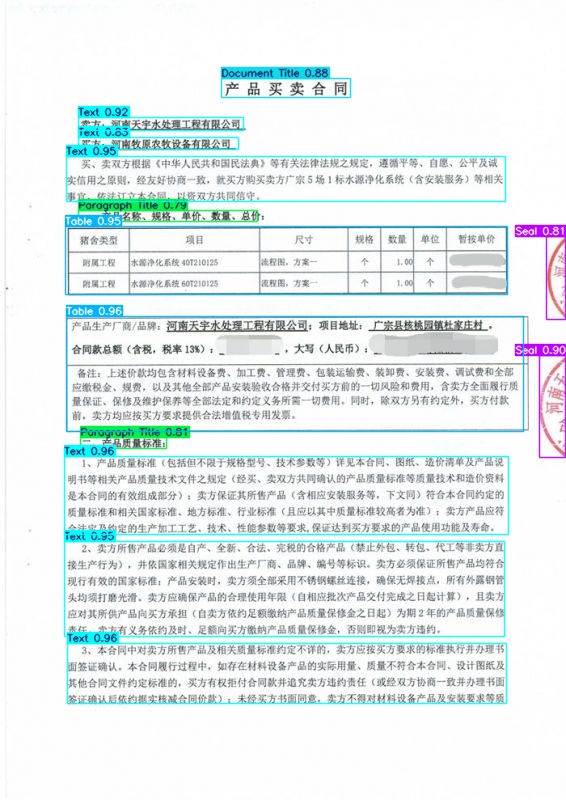 Document Title 0.88
产品买卖合同
Text 0.92
卖方：河南天宇水处理工程有限公司
Text 0.83
买方：河南牧原农牧设备有限公司
Text 0.95
买、卖双方根据《中华人民共和国民法典》等有关法律法规之规定，遵循平等、自愿、公平及诚
实信用之原则，经友好协商一致，就买方购买卖方广宗5场1标水源净化系统（含安装服务）等相关
事宜，依法订立本合同，以资双方共同信守。
Paragraph Title 0.79
产品名称、规格、单价、数量、总价：
Table 0.95
猪舍类型 项目 尺寸 规格 数量 单位 暂按单价
附属工程 水源净化系统 40T210125 流程图，方案一 个 1.00 个
附属工程 水源净化系统 60T210125 流程图，方案一 个 1.00 个
Seal 0.81
Table 0.96
产品生产厂商/品牌：河南天宇水处理工程有限公司；项目地址： 广宗县核桃园镇杜家庄村 。
合同款总额（含税，税率13%）： ，大写（人民币）：
Seal 0.90
备注：上述价款均包含材料设备费、加工费、管理费、包装运输费、装卸费、安装费、调试费和全部
应缴税金、规费，以及其他全部产品安装验收合格并交付买方前的一切风险和费用，含卖方全面履行质
量保证、保修及维护保养等全部法定和约定义务所需一切费用。同时，除双方另有约定外，买方付款
前，卖方均应按买方要求提供合法增值税专用发票。
Paragraph Title 0.81
二、产品质量标准：
Text 0.96
1、产品质量标准（包括但不限于规格型号、技术参数等）详见本合同、图纸、造价清单及产品说
明书等相关产品质量技术文件之规定（经买、卖双方共同确认的产品质量标准等质量技术和造价资料
是本合同的有效组成部分）；卖方保证其所售产品（含相应安装服务等，下文同）符合本合同约定的
质量标准和相关国家标准、地方标准、行业标准（且应以其中质量标准较高者为准）；卖方产品应符
合法定及约定的生产加工工艺、技术、性能参数等要求，保证达到买方要求的产品使用功能及寿命。
Text 0.95
2、卖方所售产品必须是自产、全新、合法、完税的合格产品（禁止外包、转包、代工等非卖方直
接生产行为），并依国家相关规定作出生产厂商、品牌、编号等标识。卖方必须保证所售产品均符合
现行有效的国家标准；产品安装时，卖方须全部采用不锈钢螺丝连接，确保无焊接点，所有外露钢管
头均须打磨光滑。卖方应确保产品的合理使用年限（自相应批次产品交付完成之日起计算），且卖方
应对其所供产品向买方承担（自卖方依约足额缴纳产品质量保修金之日起）为期2年的产品质量保修
责任，卖方有义务依约及时、足额向买方缴纳产品质量保修金，否则即视为卖方违约。
Text 0.96
3、本合同中对卖方所售产品及相关质量标准约定不详的，卖方应按买方要求的标准执行并办理书
面签证确认。本合同履行过程中，如存在材料设备产品的实际用量、质量不符合本合同、设计图纸及
其他合同文件约定标准的，买方有权拒付合同款并追究卖方违约责任（或经双方协商一致并办理书面
签证确认后依约据实核减合同价款）；未经买方书面同意，卖方不得对材料设备产品及安装要求等质